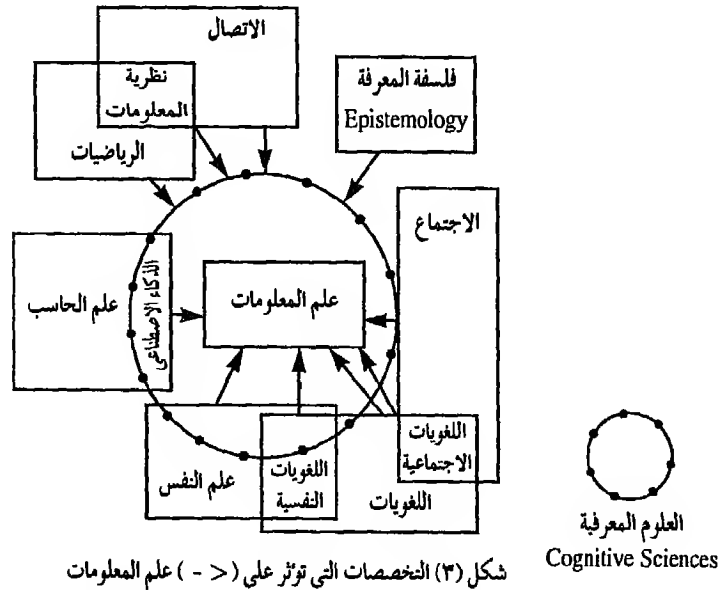 الاتصال
نظرية
المعلومات
الرياضيات
فلسفة المعرفة
Epistemology
الاجتماع
علم الحاسب
الذكاء الاصطناعى
علم المعلومات
علم النفس
اللغويات
النفسية
اللغويات
اللغويات
الاجتماعية
العلوم المعرفية
Cognitive Sciences
شكل (٣) التخصصات التي تؤثر على (< - ) علم المعلومات